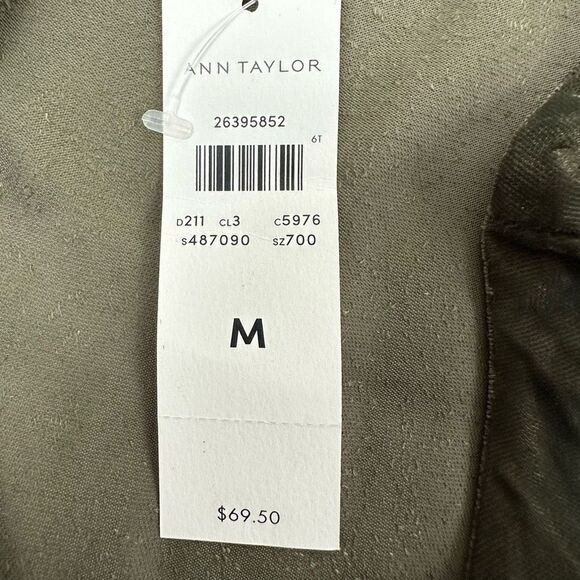 ANN TAYLOR
26395852
6T
D211 CL3 C5976
S487090 SZ700
M
$69.50